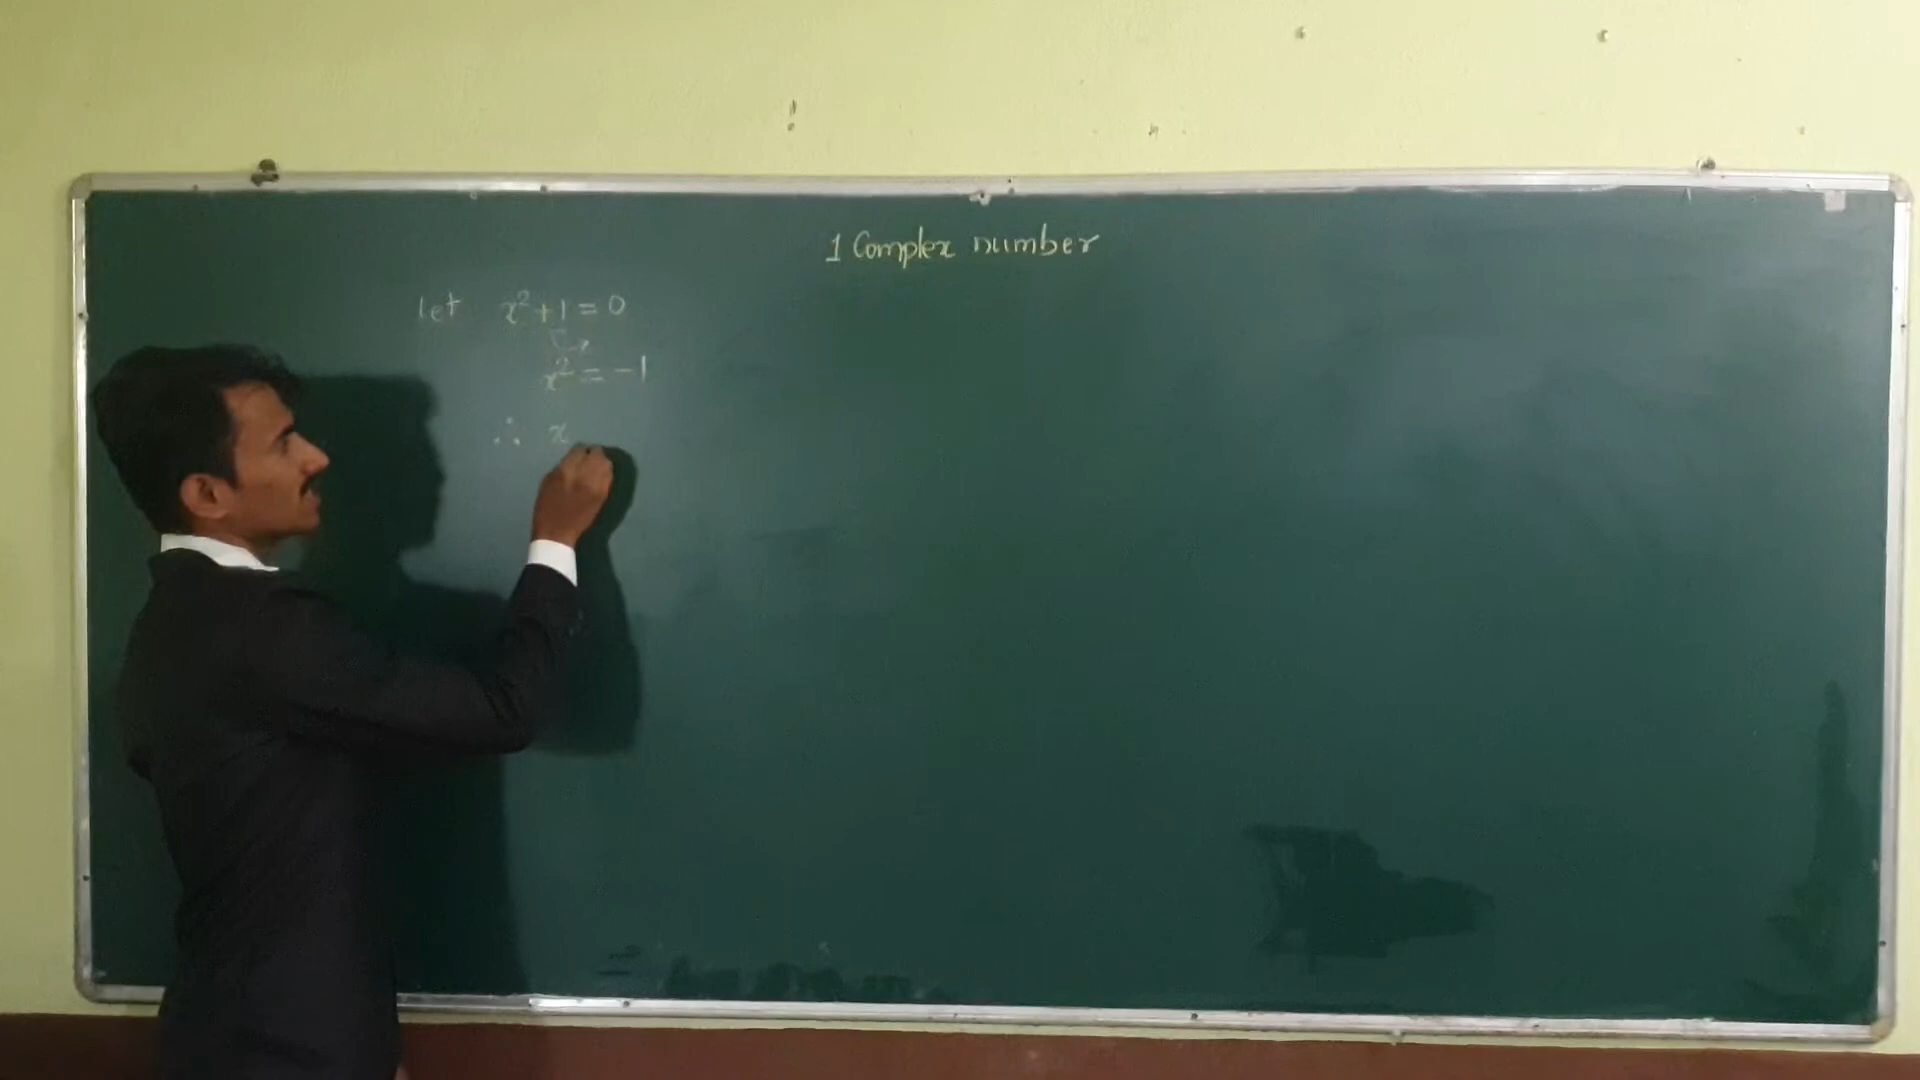 1 Complex number
let x²+1=0
x²=-1
∴ x